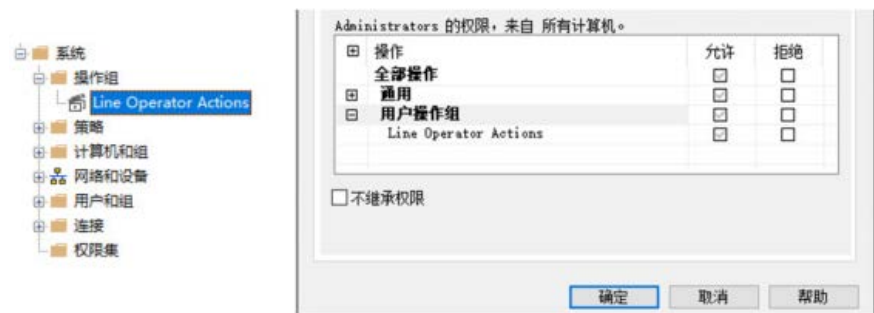 系统
操作组
Line Operator Actions
策略
计算机和组
网络和设备
用户和组
连接
权限集
Administrators 的权限，来自 所有计算机。
操作 允许 拒绝
全部操作
通用
用户操作组
Line Operator Actions
不继承权限
确定 取消 帮助